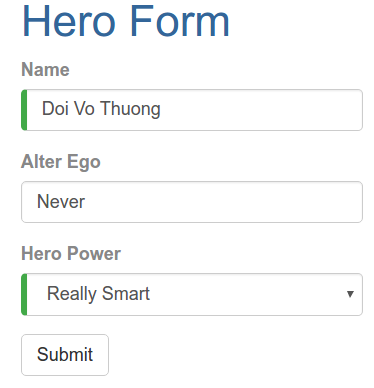 Hero Form
Name
Doi Vo Thuong
Alter Ego
Never
Hero Power
Really Smart
Submit